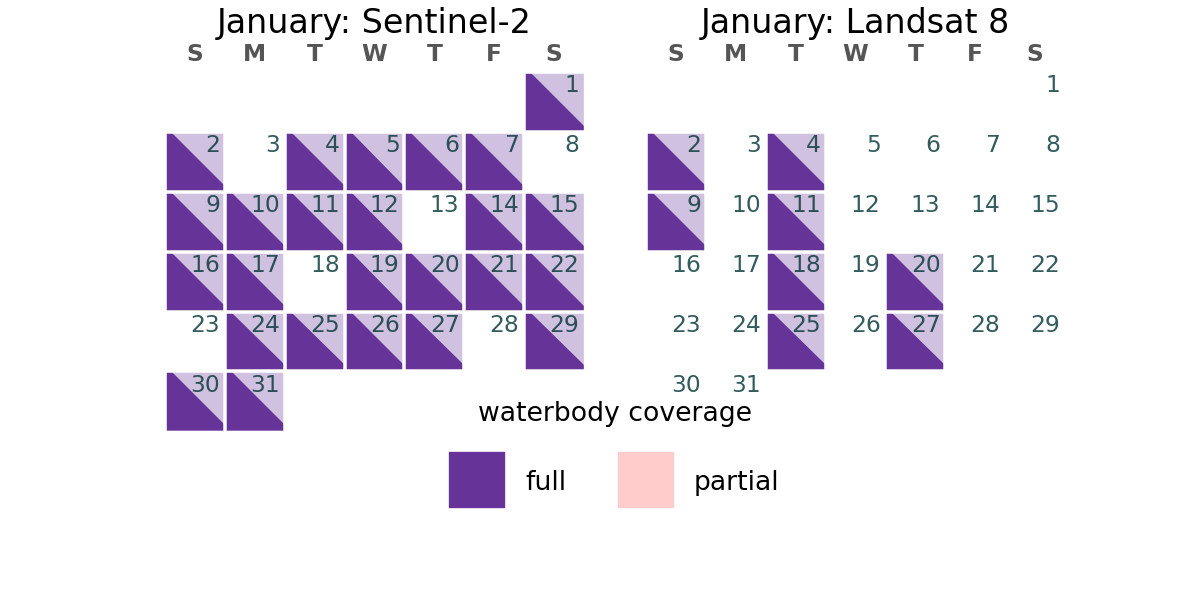 January: Sentinel-2
S M T W T F S
1
2 3 4 5 6 7 8
9 10 11 12 13 14 15
16 17 18 19 20 21 22
23 24 25 26 27 28 29
30 31
January: Landsat 8
S M T W T F S
1
2 3 4 5 6 7 8
9 10 11 12 13 14 15
16 17 18 19 20 21 22
23 24 25 26 27 28 29
30 31
waterbody coverage
full partial